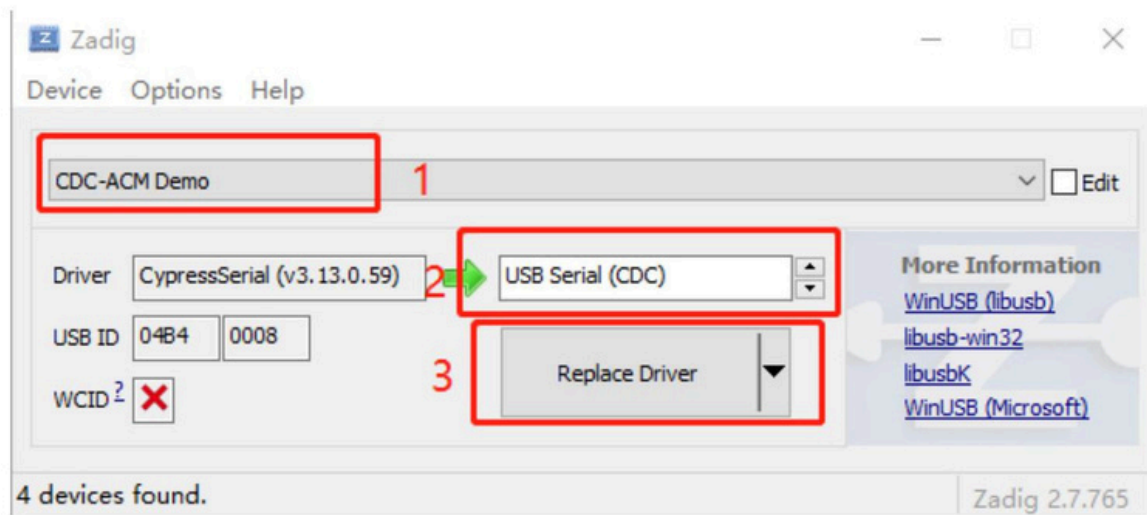 Zadig
Device Options Help
CDC-ACM Demo
1
Edit
Driver CypressSerial (v3.13.0.59) 2 USB Serial (CDC)
USB ID 04B4 0008
WCID ?
3 Replace Driver
More Information
WinUSB (libusb)
libusb-win32
libusbK
WinUSB (Microsoft)
4 devices found.
Zadig 2.7.765